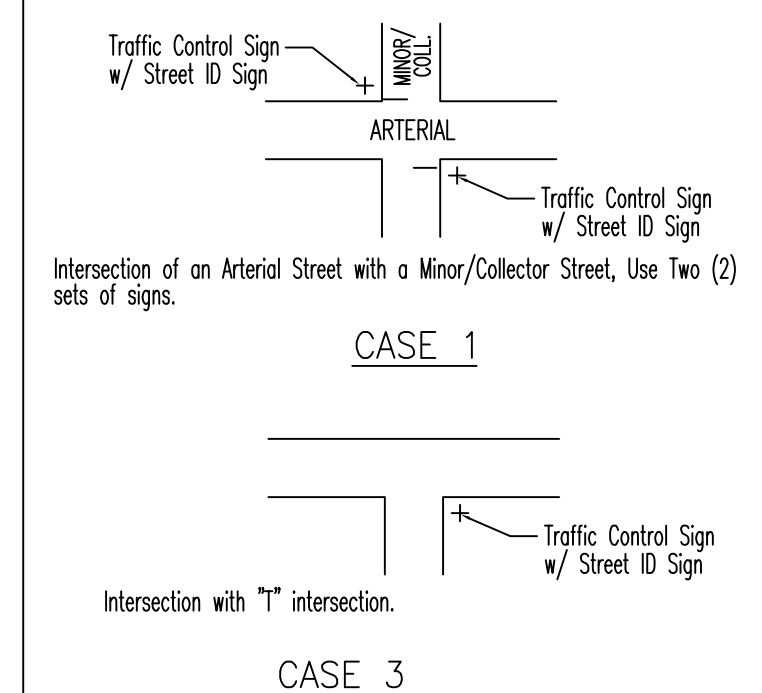 Traffic Control Sign
w/ Street ID Sign
MINOR/
COLL.
ARTERIAL
Traffic Control Sign
w/ Street ID Sign
Intersection of an Arterial Street with a Minor/Collector Street, Use Two (2)
sets of signs.
CASE 1
Traffic Control Sign
w/ Street ID Sign
Intersection with "T" intersection.
CASE 3